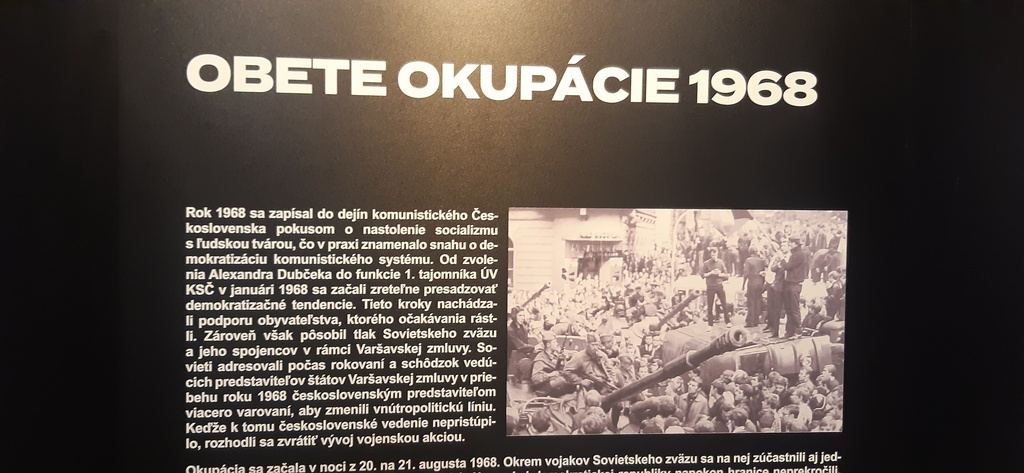 OBETE OKUPÁCIE 1968
Rok 1968 sa zapísal do dejín komunistického Čes-
koslovenska pokusom o nastolenie socializmu
s ľudskou tvárou, čo v praxi znamenalo snahu o de-
mokratizáciu komunistického systému. Od zvole-
nia Alexandra Dubčeka do funkcie 1. tajomníka ÚV
KSČ v januári 1968 sa začali zreteľne presadzovať
demokratizačné tendencie. Tieto kroky nachádza-
li podporu obyvateľstva, ktorého očakávania rást-
li. Zároveň však pôsobil tlak Sovietskeho zväzu
a jeho spojencov v rámci Varšavskej zmluvy. So-
vieti adresovali počas rokovaní a schôdzok vedú-
cich predstaviteľov štátov Varšavskej zmluvy v prie-
behu roku 1968 československým predstaviteľom
viacero varovaní, aby zmenili vnútropolitickú líniu.
Keďže k tomu československé vedenie nepristúpi-
lo, rozhodli sa zvrátiť vývoj vojenskou akciou.
Okupácia sa začala v noci z 20. na 21. augusta 1968. Okrem vojakov Sovietskeho zväzu sa na nej zúčastnili aj jed-
republiky napokon hranice neprekročili